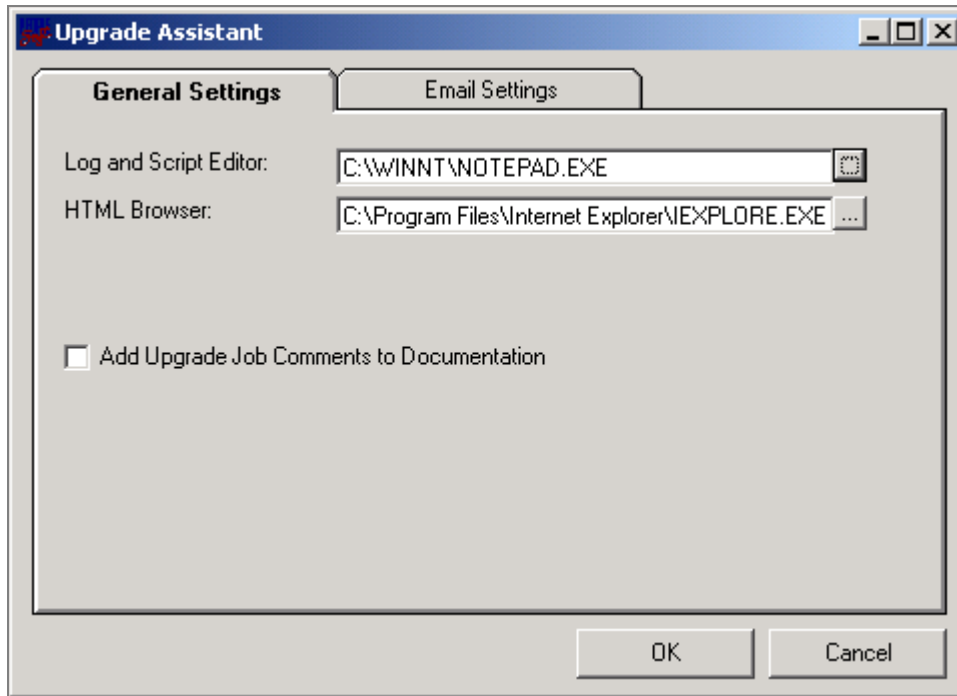 Upgrade Assistant
General Settings
Email Settings
Log and Script Editor:
C:\WINNT\NOTEPAD.EXE
HTML Browser:
C:\Program Files\Internet Explorer\IEXPLORE.EXE
...
Add Upgrade Job Comments to Documentation
OK
Cancel